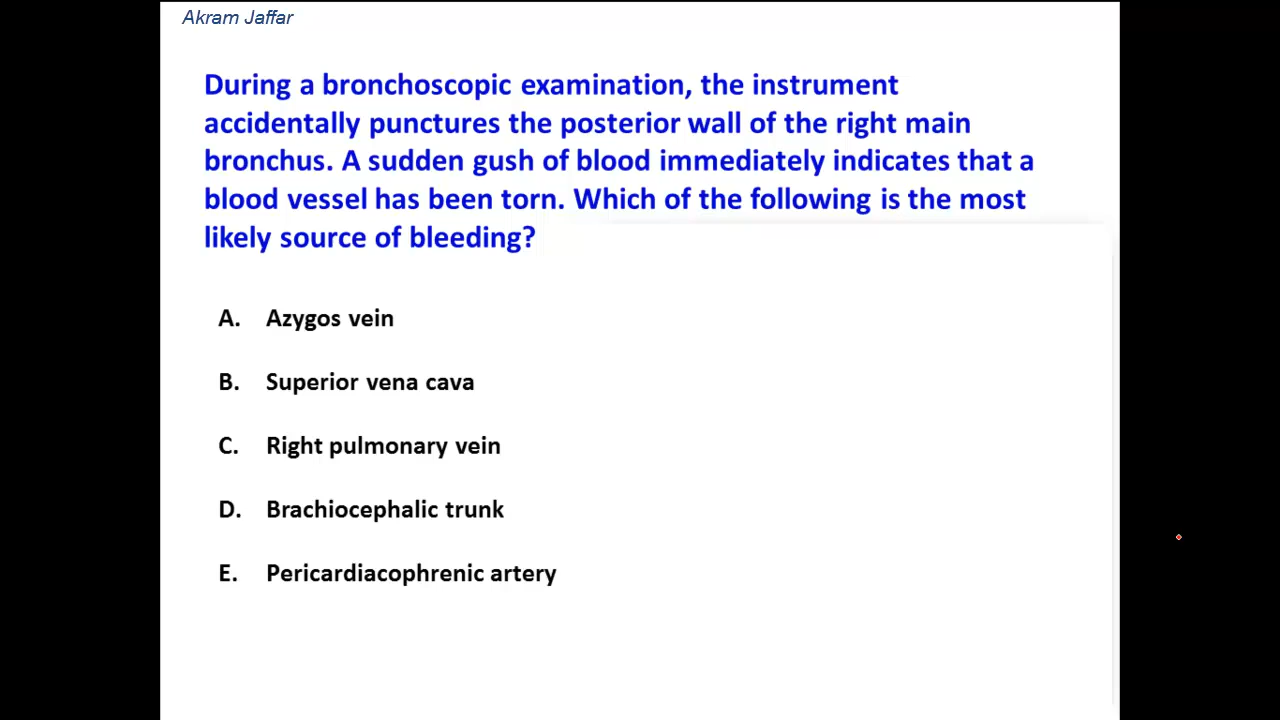 Akram Jaffar
During a bronchoscopic examination, the instrument
accidentally punctures the posterior wall of the right main
bronchus. A sudden gush of blood immediately indicates that a
blood vessel has been torn. Which of the following is the most
likely source of bleeding?
A. Azygos vein
B. Superior vena cava
C. Right pulmonary vein
D. Brachiocephalic trunk
E. Pericardiacophrenic artery